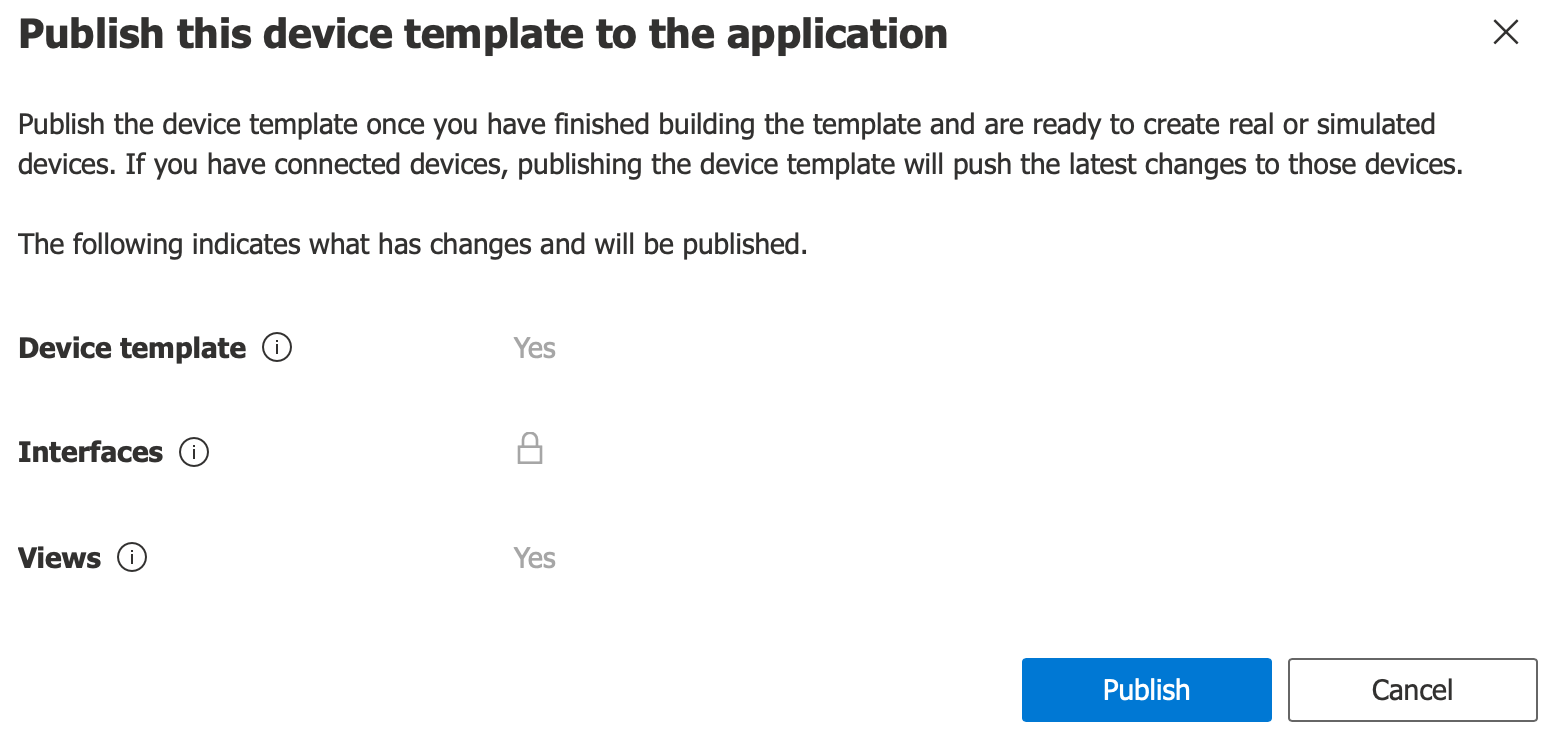 Publish this device template to the application
Publish the device template once you have finished building the template and are ready to create real or simulated
devices. If you have connected devices, publishing the device template will push the latest changes to those devices.
The following indicates what has changes and will be published.
Device template i Yes
Interfaces i
Views i Yes
Publish Cancel